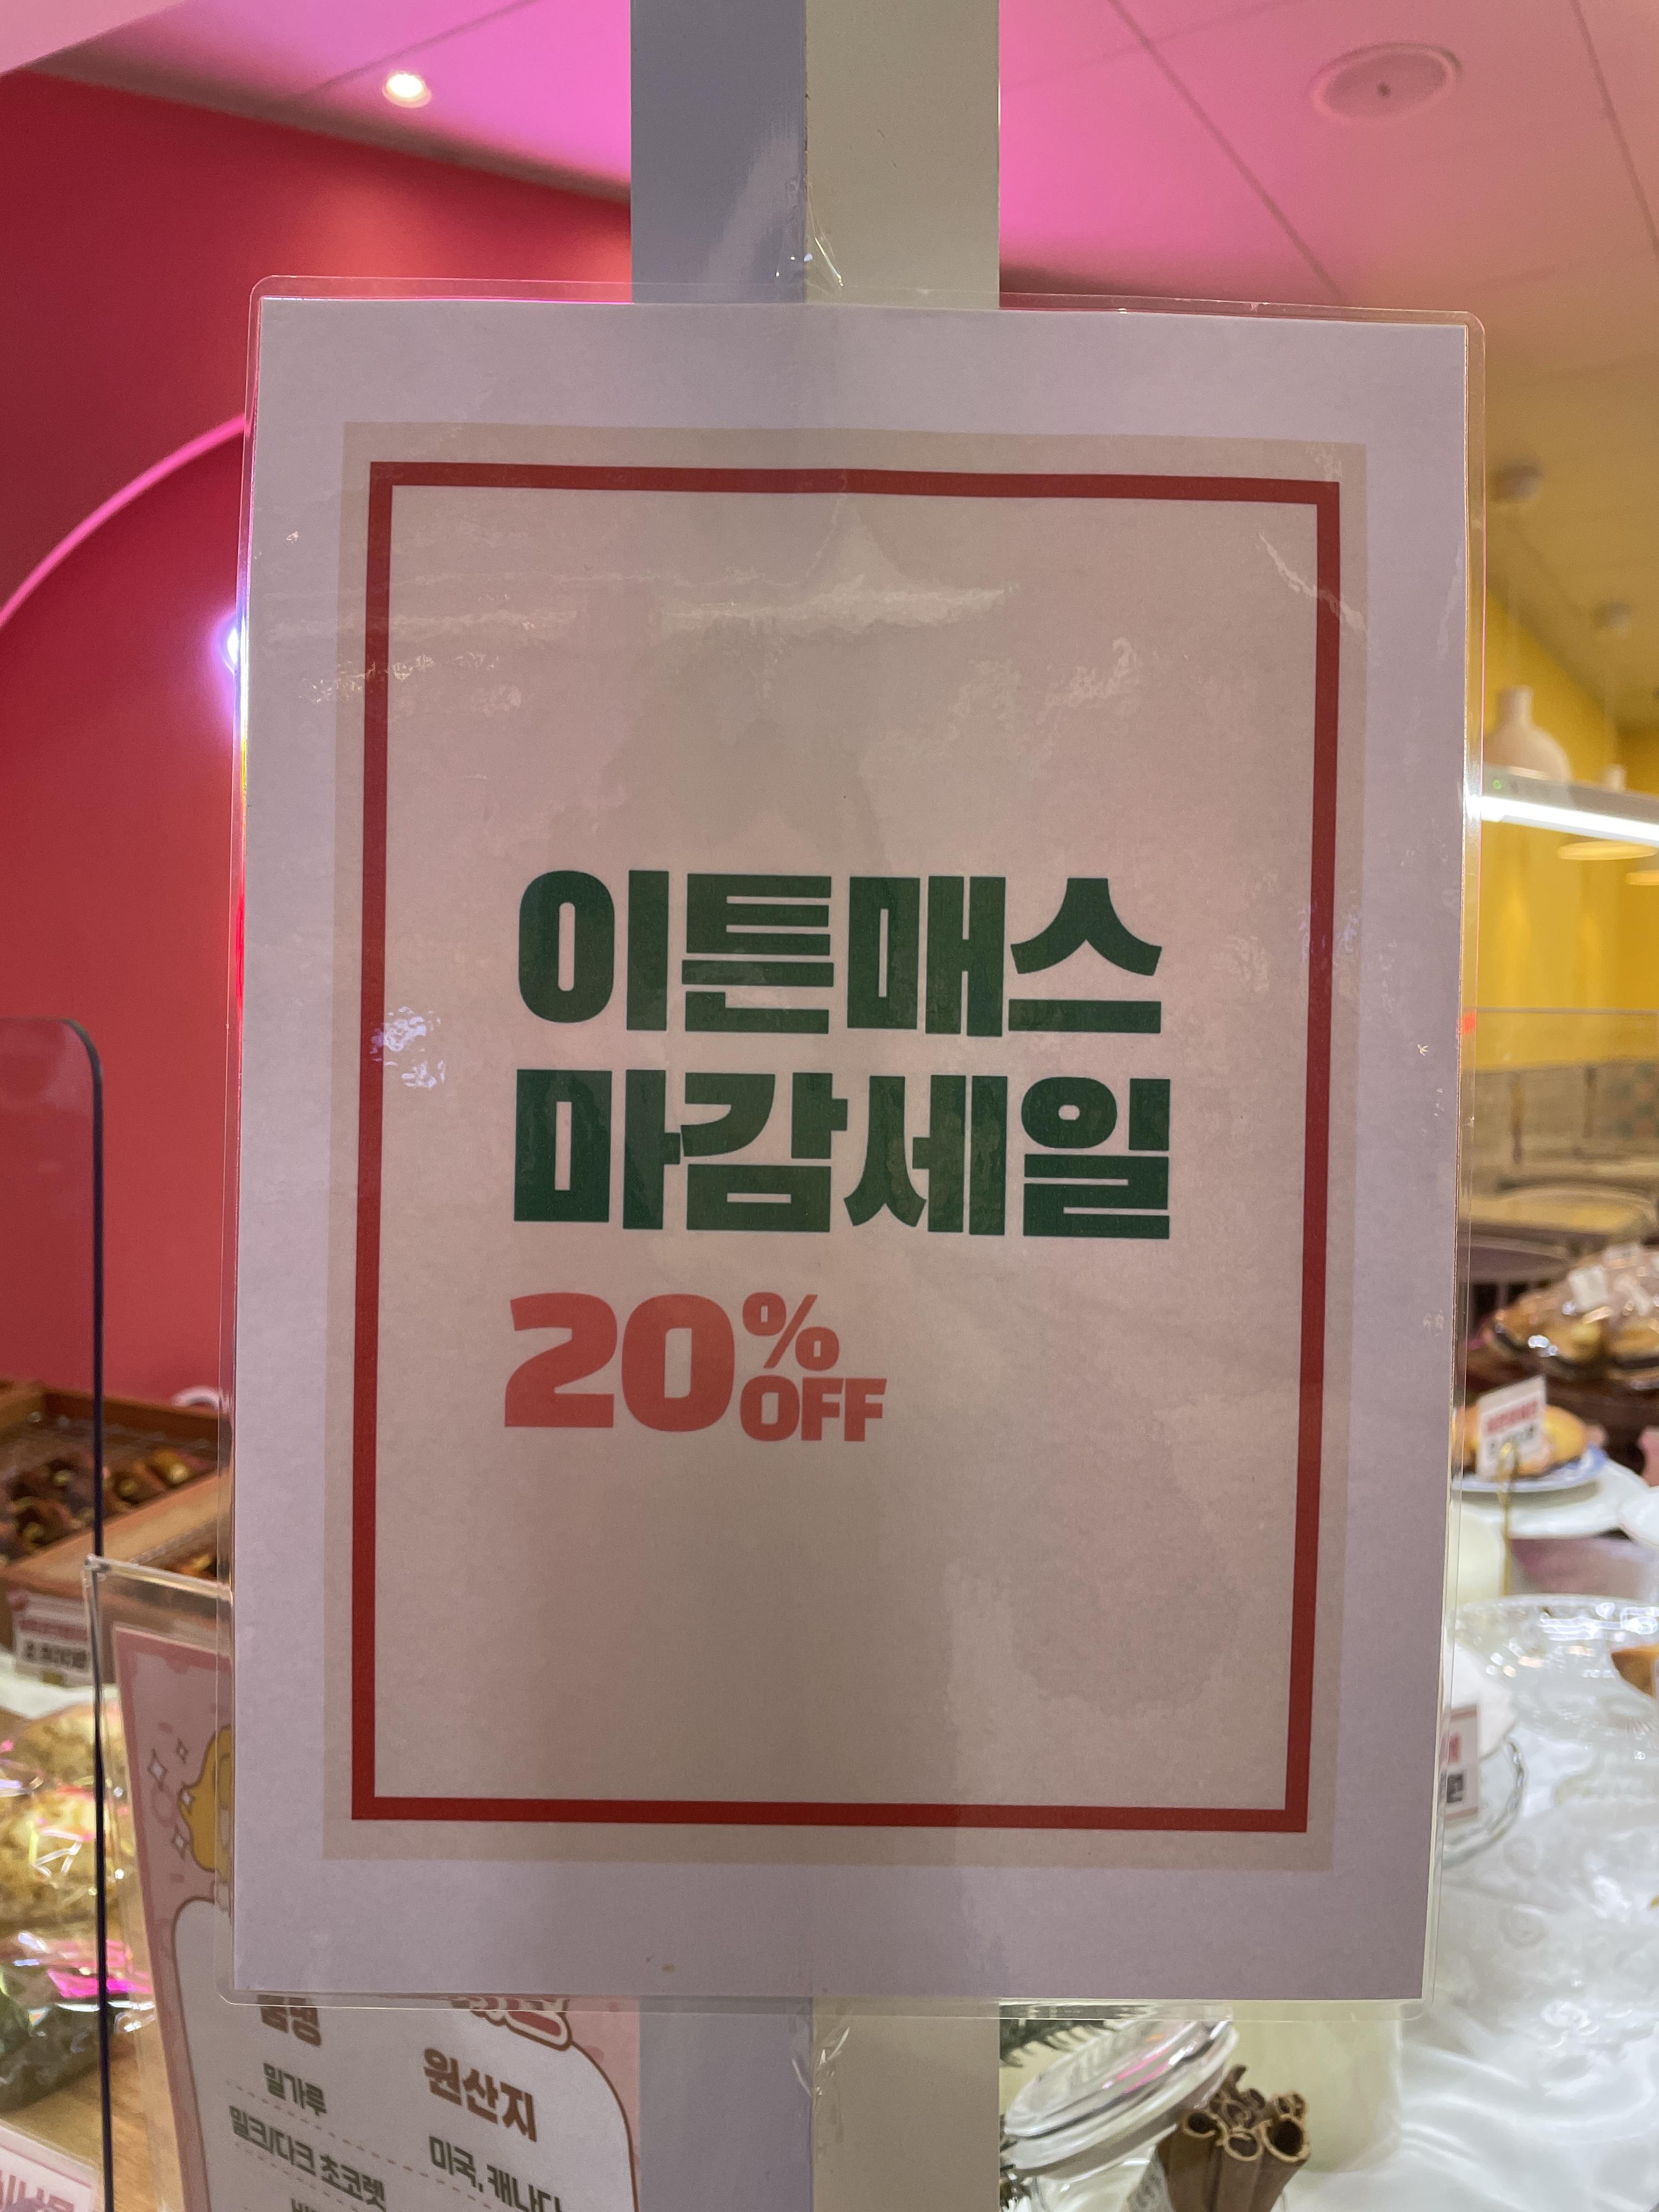 이튼매스
마감세일
20%
OFF
원산지
밀가루
미국, 캐나다
밀크/다크 초코렛